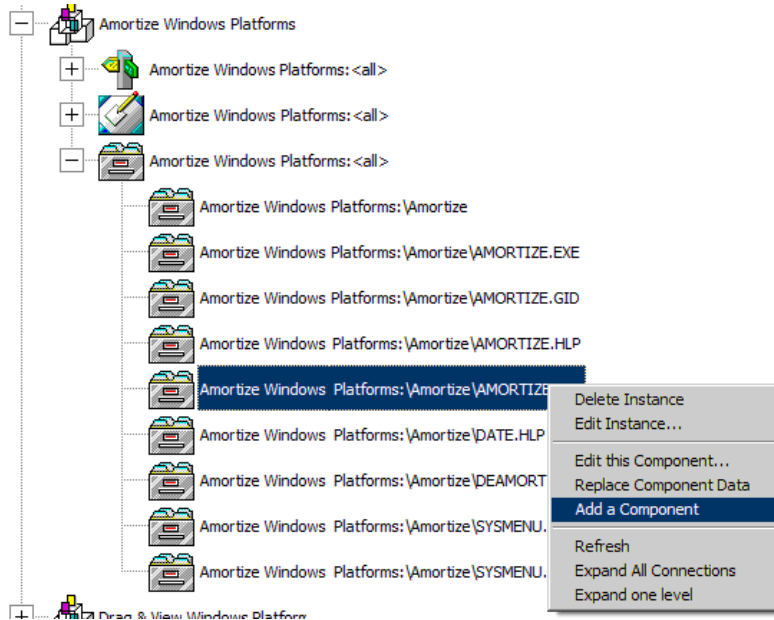 Amortize Windows Platforms
Amortize Windows Platforms:<all>
Amortize Windows Platforms:<all>
Amortize Windows Platforms:<all>
Amortize Windows Platforms:\Amortize
Amortize Windows Platforms:\Amortize\AMORTIZE.EXE
Amortize Windows Platforms:\Amortize\AMORTIZE.GID
Amortize Windows Platforms:\Amortize\AMORTIZE.HLP
Amortize Windows Platforms:\Amortize\AMORTIZE
Amortize Windows Platforms:\Amortize\DATE.HLP
Amortize Windows Platforms:\Amortize\DEAMORT
Amortize Windows Platforms:\Amortize\SYSMENU.
Amortize Windows Platforms:\Amortize\SYSMENU.
Delete Instance
Edit Instance...
Edit this Component...
Replace Component Data
Add a Component
Refresh
Expand All Connections
Expand one level
Drag & View Windows Platform